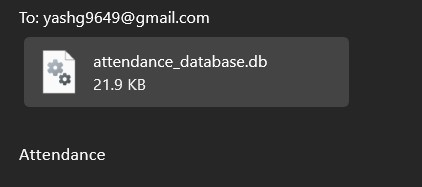 To: yashg9649@gmail.com
attendance_database.db
21.9 KB
Attendance